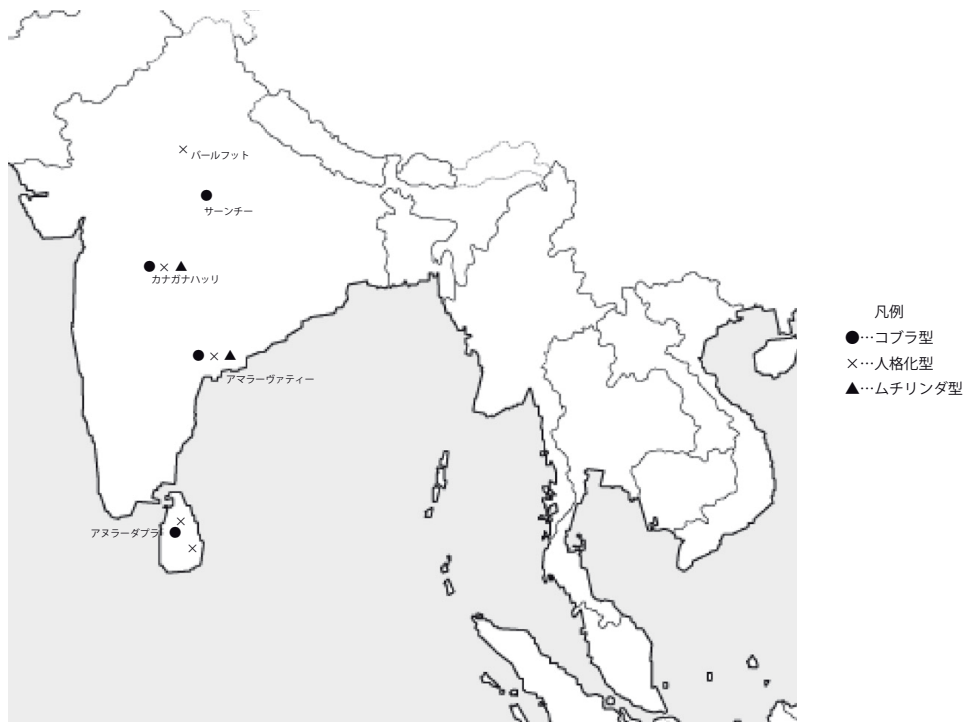 バールフット
サーンチー
カナガナハッリ
アマラーヴァティー
アヌラーダプラ
凡例
●…コブラ型
×…人格化型
▲…ムチリンダ型